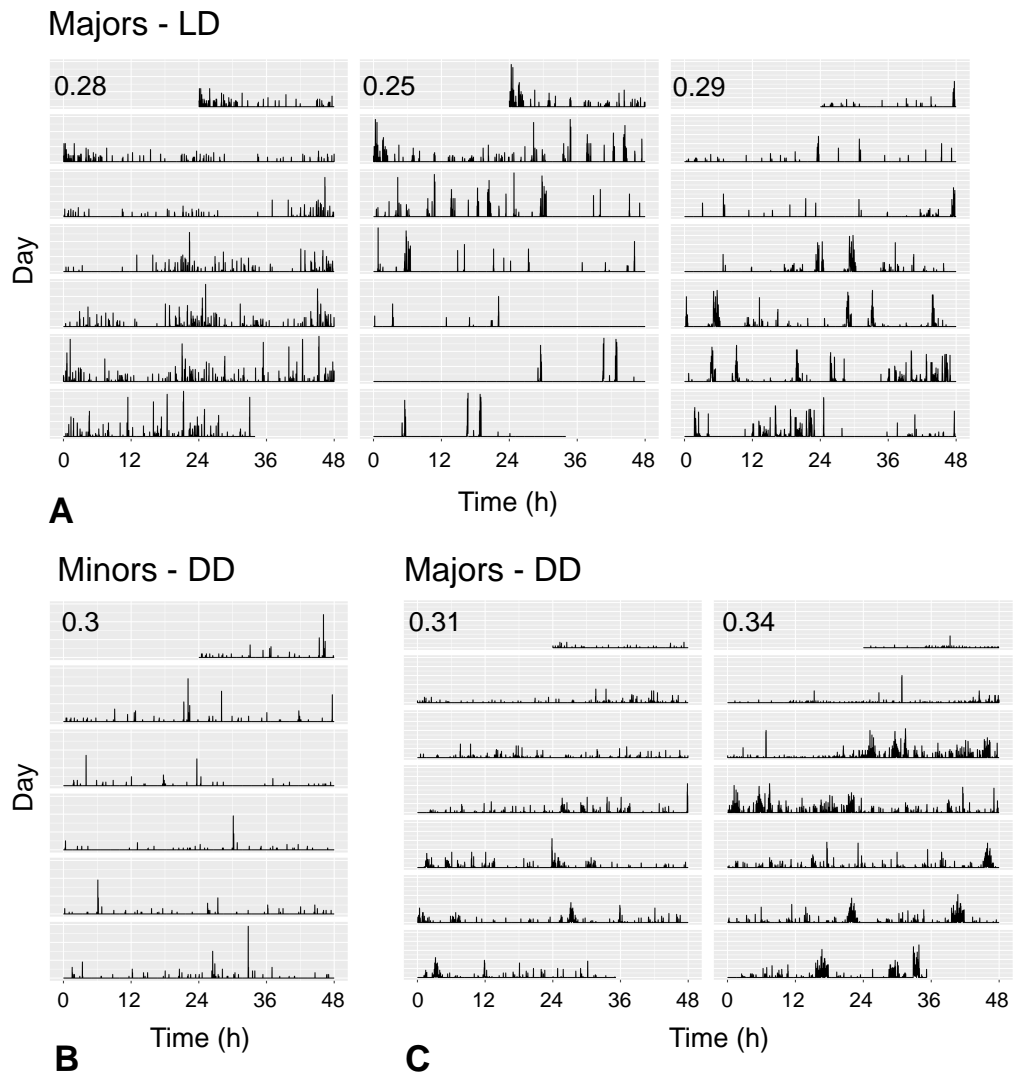 Majors - LD
0.28 0.25 0.29
Day
0 12 24 36 48 0 12 24 36 48 0 12 24 36 48
Time (h)
A
Minors - DD Majors - DD
0.3 0.31 0.34
Day
0 12 24 36 48 0 12 24 36 48 0 12 24 36 48
Time (h) Time (h)
B C